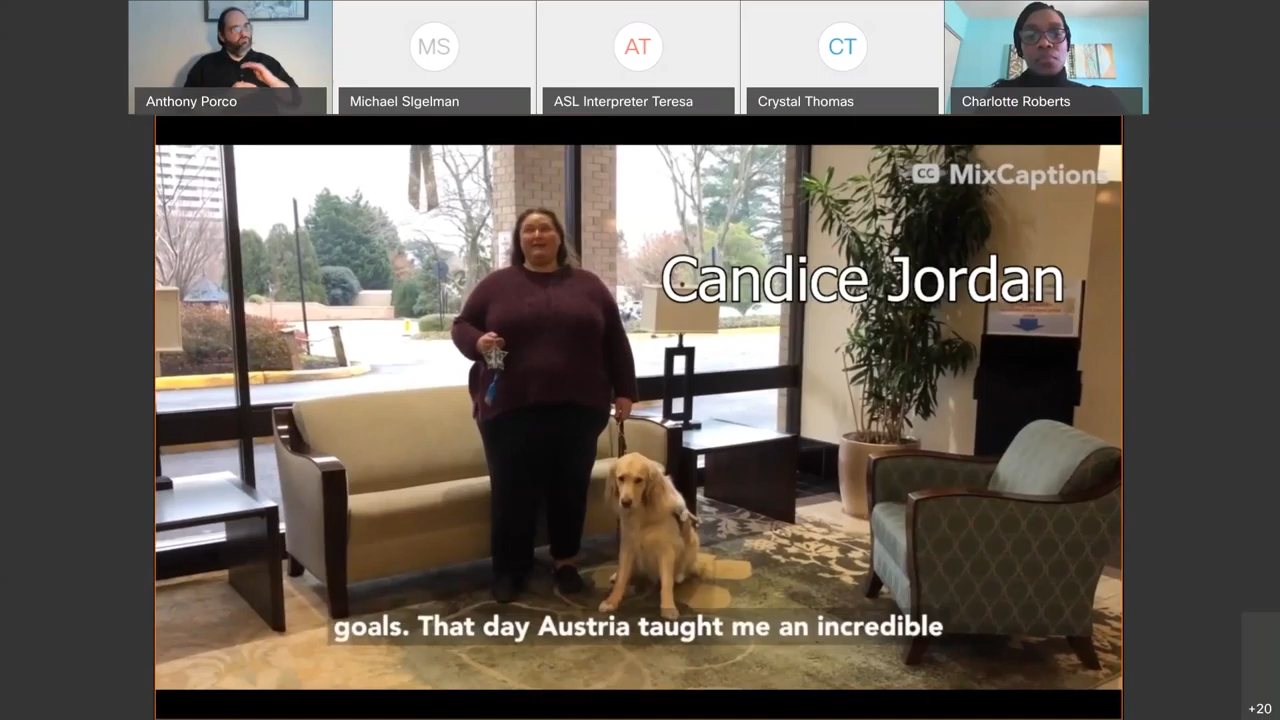 MS
AT
CT
Anthony Porco
Michael SIgelman
ASL Interpreter Teresa
Crystal Thomas
Charlotte Roberts
CC MixCaptions
Candice Jordan
goals. That day Austria taught me an incredible
+20